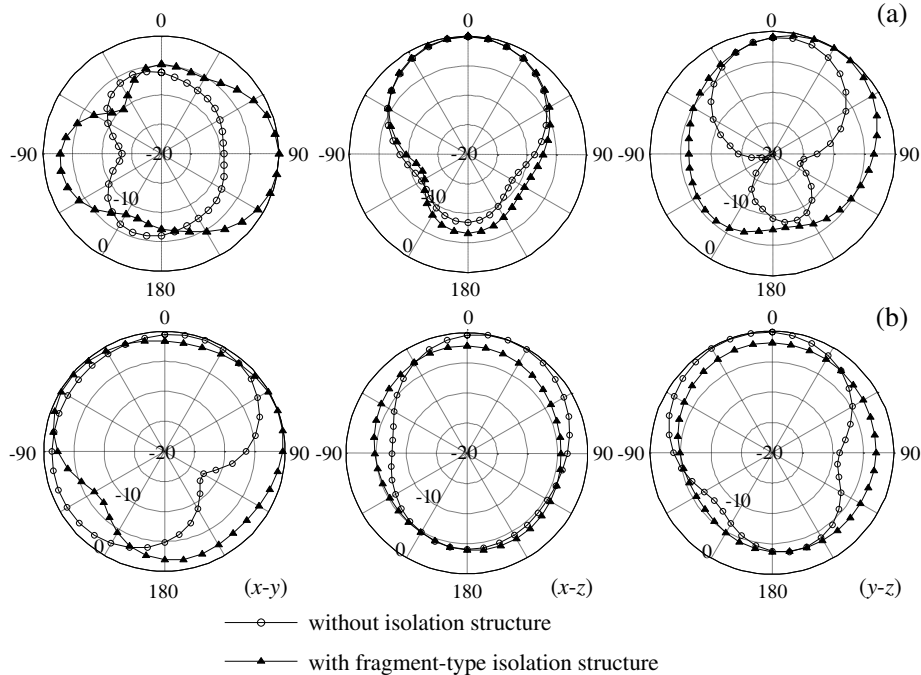 0 0 0 (a)
-90 -20 90 -20 90 -90 -20 90
-10 -10 -10
0 0 0
180 180 180
0 0 0 (b)
-90 -20 90 -90 -20 90 -90 -20 90
-10 -10 -10
0 0 0
180 (x-y) 180 (x-z) 180 (y-z)
without isolation structure
with fragment-type isolation structure